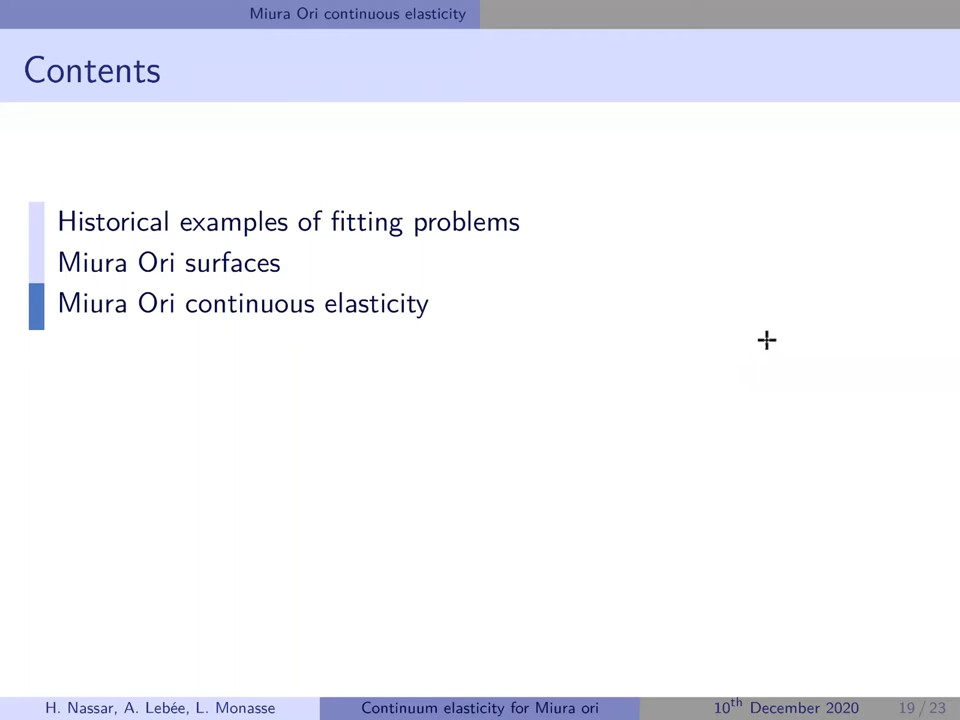 Miura Ori continuous elasticity
Contents
Historical examples of fitting problems
Miura Ori surfaces
Miura Ori continuous elasticity
H. Nassar, A. Lebée, L. Monasse
Continuum elasticity for Miura ori
10th December 2020
19 / 23